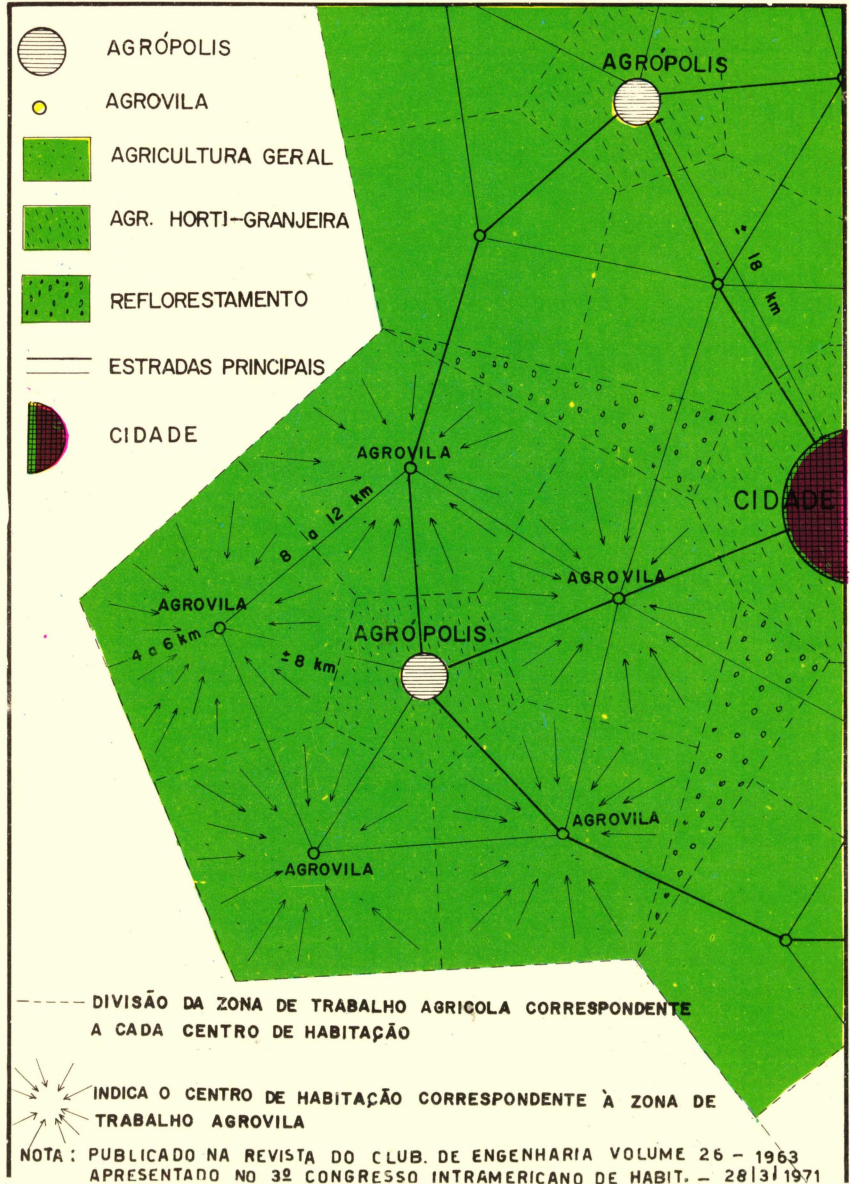 AGRÓPOLIS
AGROVILA
AGRICULTURA GERAL
AGR. HORTI-GRANJEIRA
REFLORESTAMENTO
ESTRADAS PRINCIPAIS
CIDADE
AGRÓPOLIS
± 18 km
AGROVILA
8 a 12 km
CIDADE
AGROVILA
AGROVILA
4 a 6 km
AGRÓPOLIS
±8 km
AGROVILA
AGROVILA
DIVISÃO DA ZONA DE TRABALHO AGRICOLA CORRESPONDENTE
A CADA CENTRO DE HABITAÇÃO
INDICA O CENTRO DE HABITAÇÃO CORRESPONDENTE À ZONA DE
TRABALHO AGROVILA
NOTA: PUBLICADO NA REVISTA DO CLUB. DE ENGENHARIA VOLUME 26 - 1963
APRESENTADO NO 3º CONGRESSO INTRAMERICANO DE HABIT. - 28|3|1971